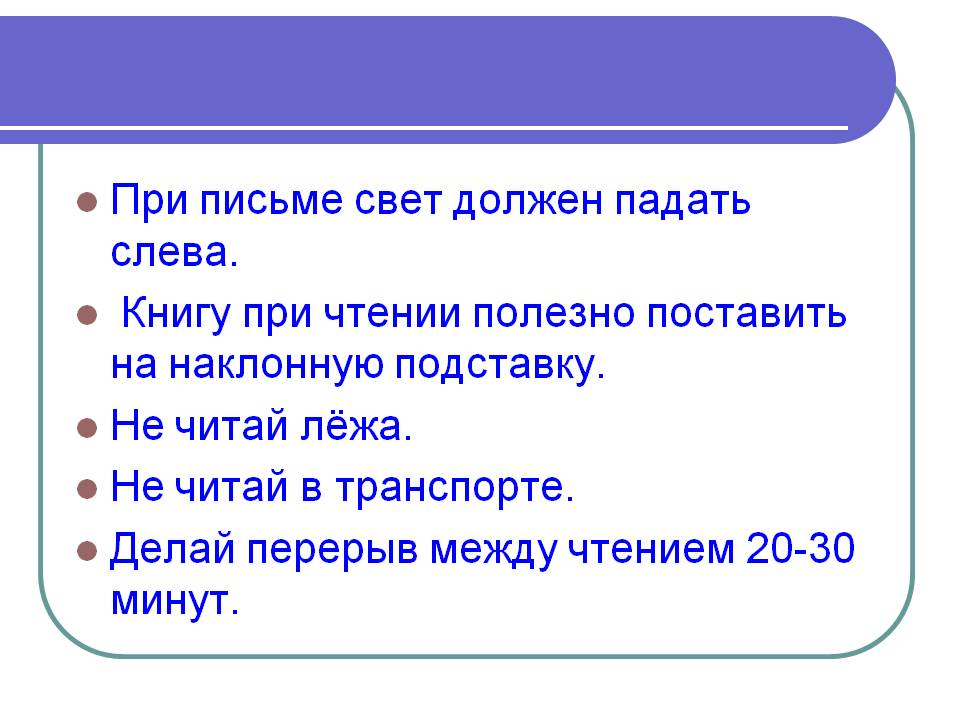 При письме свет должен падать
слева.
Книгу при чтении полезно поставить
на наклонную подставку.
Не читай лёжа.
Не читай в транспорте.
Делай перерыв между чтением 20-30
минут.